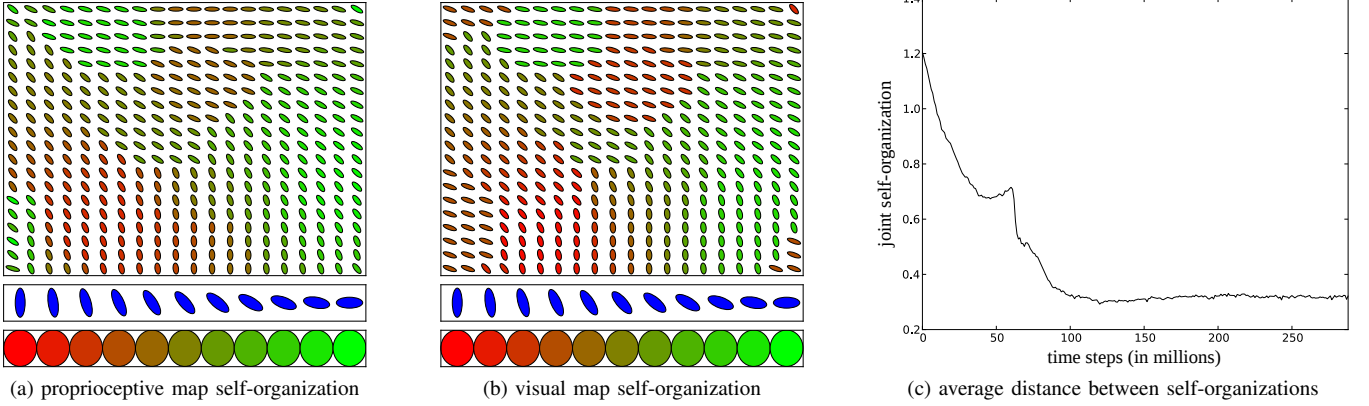 1.4
1.2
1.0
0.8
0.6
0.4
0.2
joint self-organization
0 50 100 150 200 250
time steps (in millions)
(a) proprioceptive map self-organization
(b) visual map self-organization
(c) average distance between self-organizations